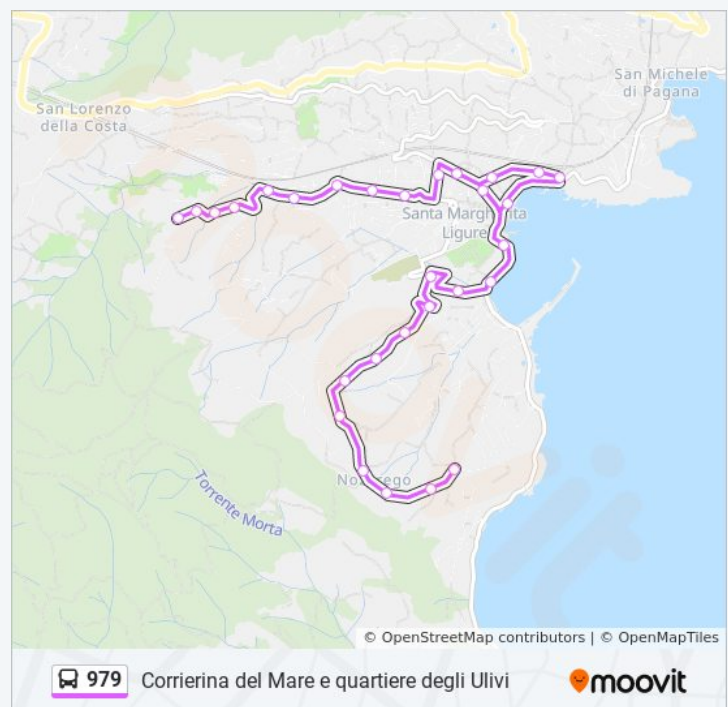 San Michele
di Pagana
San Lorenzo
della Costa
Santa Margherita
Ligure
Nozarego
Torrente Morta
© OpenStreetMap contributors | © OpenMapTiles
979 Corrierina del Mare e quartiere degli Ulivi
moovit